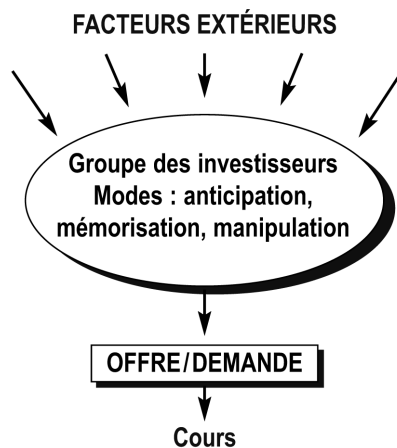 FACTEURS EXTÉRIEURS
Groupe des investisseurs
Modes : anticipation,
mémorisation, manipulation
OFFRE/DEMANDE
Cours